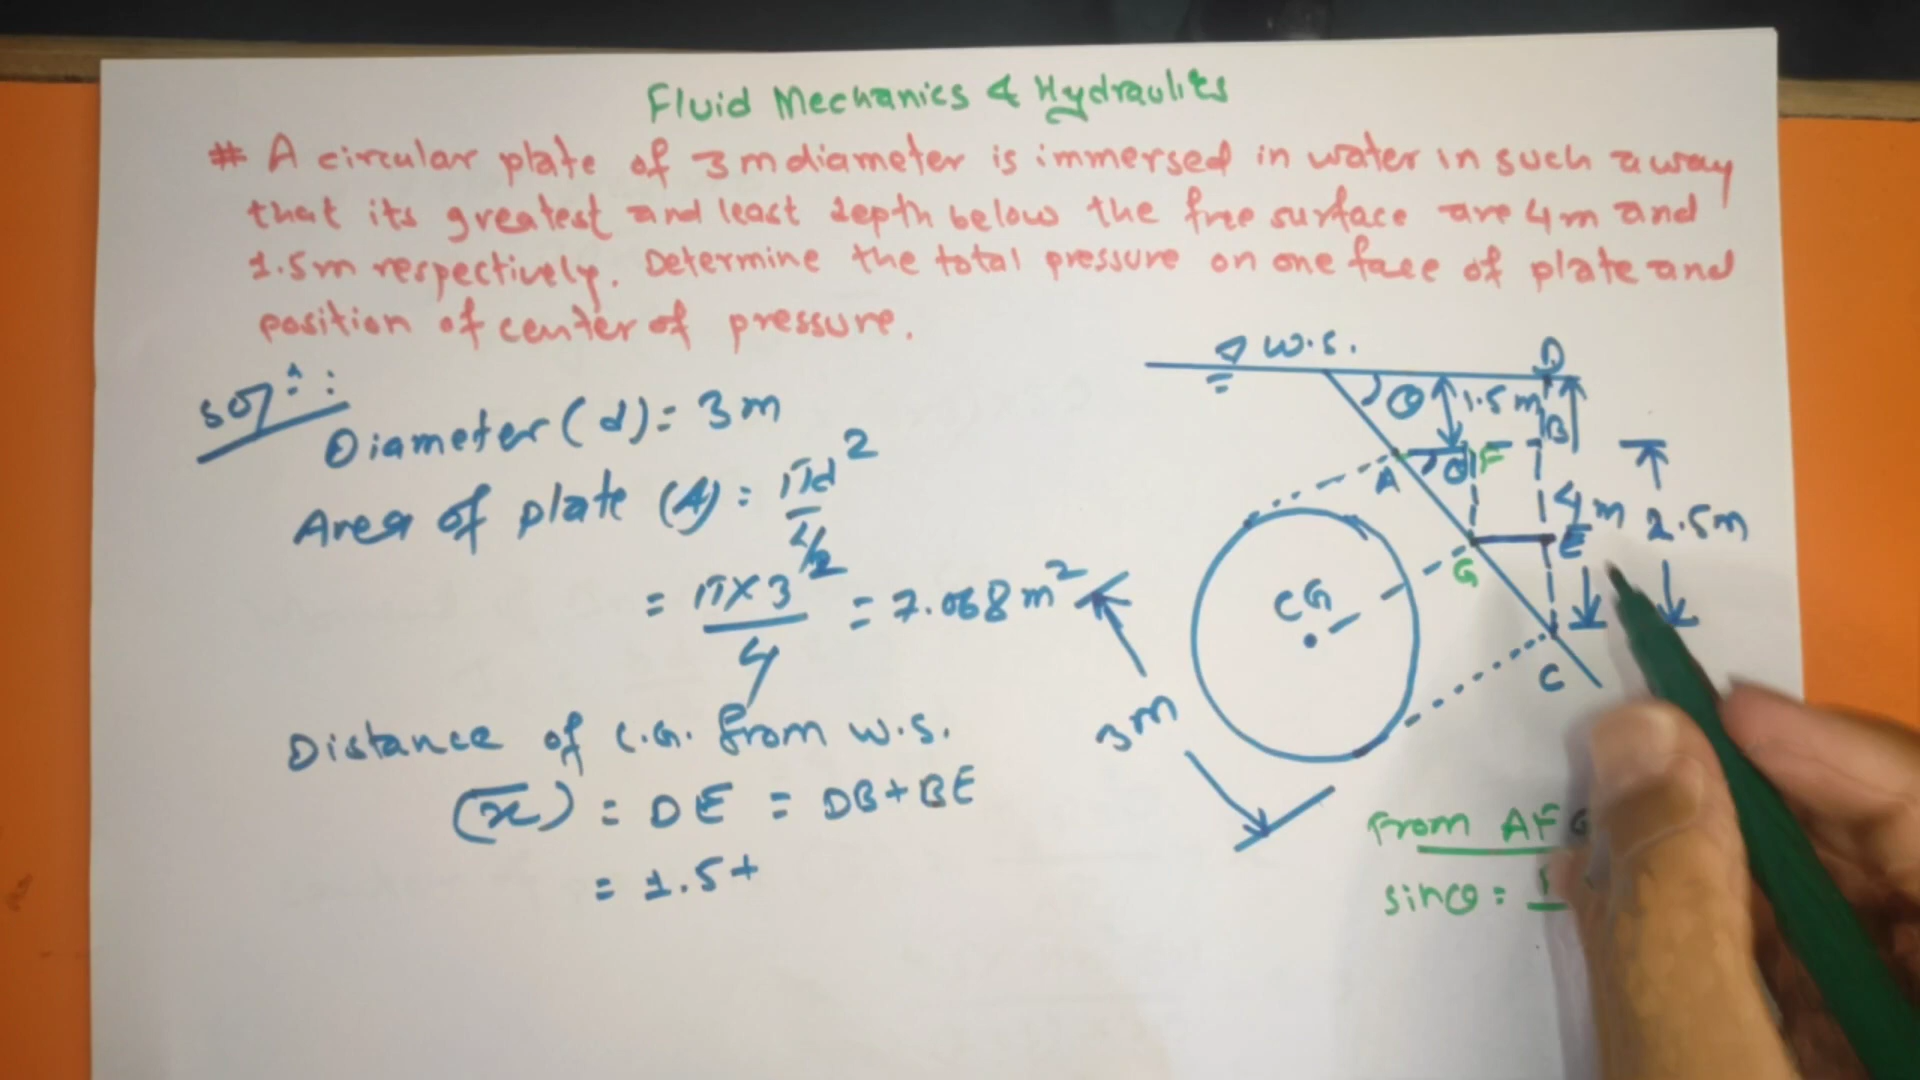 Fluid Mechanics & Hydraulics
# A circular plate of 3 m diameter is immersed in water in such a way
that its greatest and least depth below the free surface are 4m and
1.5m respectively. Determine the total pressure on one face of plate and
position of center of pressure.
W.S.
D
θ
1.5m
B
θ
F
A
4m
2.5m
E
G
CG
C
3m
Soln:
Diameter (d) = 3 m
Area of plate (A) = πd²/4
= π×3²/4 = 7.068 m²
Distance of C.G. from W.S.
(x̄) = DE = DB + BE
= 1.5 +
From AFG
sinθ =